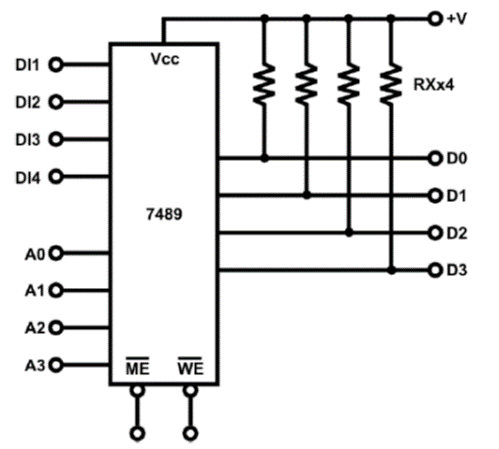 +V
Vcc
DI1
RXx4
DI2
DI3
D0
DI4
D1
7489
D2
A0
D3
A1
A2
A3
ME
WE